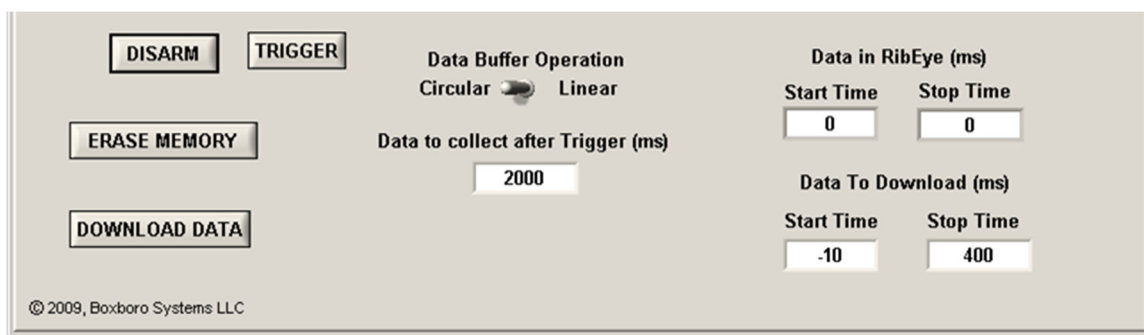 DISARM
TRIGGER
ERASE MEMORY
DOWNLOAD DATA
Data Buffer Operation
Circular Linear
Data to collect after Trigger (ms)
2000
Data in RibEye (ms)
Start Time Stop Time
0 0
Data To Download (ms)
Start Time Stop Time
-10 400
© 2009, Boxboro Systems LLC